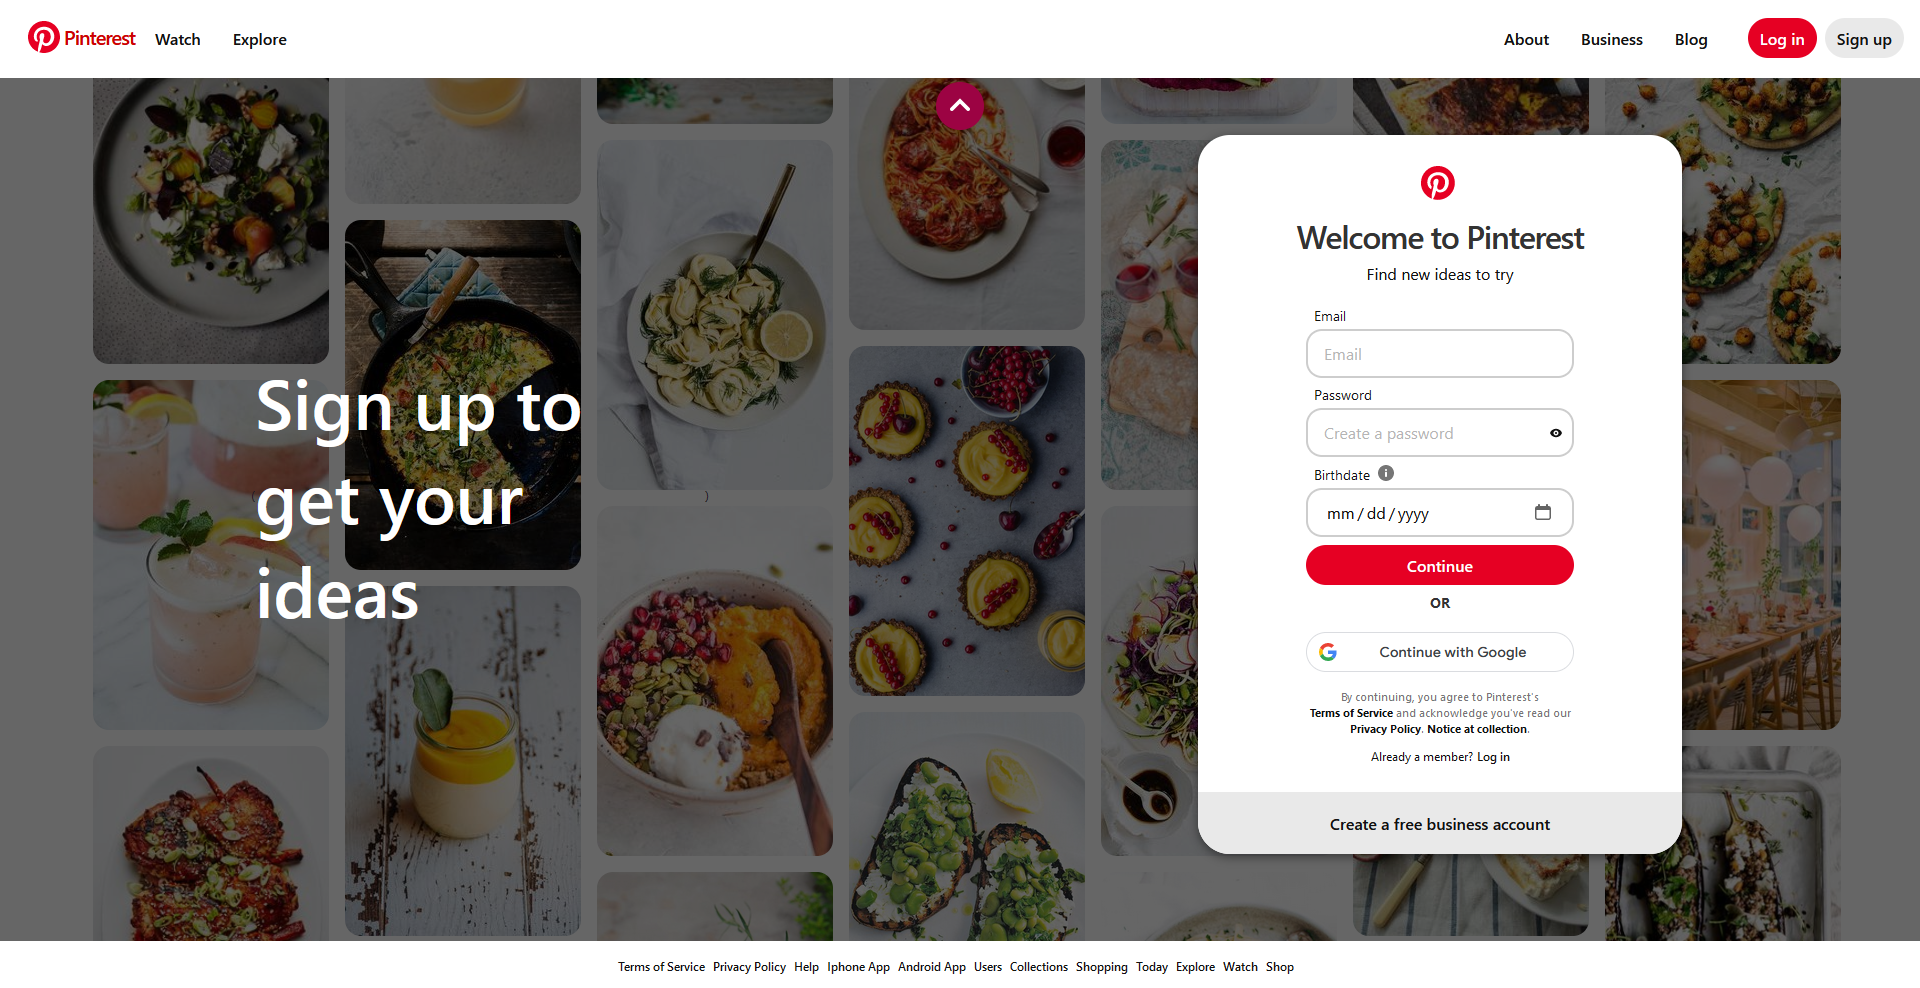 Pinterest
Watch
Explore
About
Business
Blog
Log in
Sign up
Sign up to
get your
ideas
Welcome to Pinterest
Find new ideas to try
Email
Email
Password
Create a password
Birthdate
mm/dd/yyyy
Continue
OR
Continue with Google
By continuing, you agree to Pinterest's
Terms of Service and acknowledge you've read our
Privacy Policy. Notice at collection.
Already a member? Log in
Create a free business account
Terms of Service Privacy Policy Help Iphone App Android App Users Collections Shopping Today Explore Watch Shop